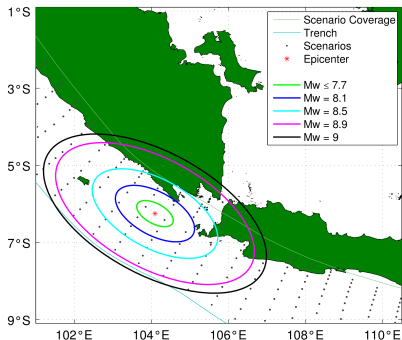 1°S
3°S
5°S
7°S
9°S
102°E
104°E
106°E
108°E
110°E
Scenario Coverage
Trench
Scenarios
Epicenter
Mw ≤ 7.7
Mw = 8.1
Mw = 8.5
Mw = 8.9
Mw = 9